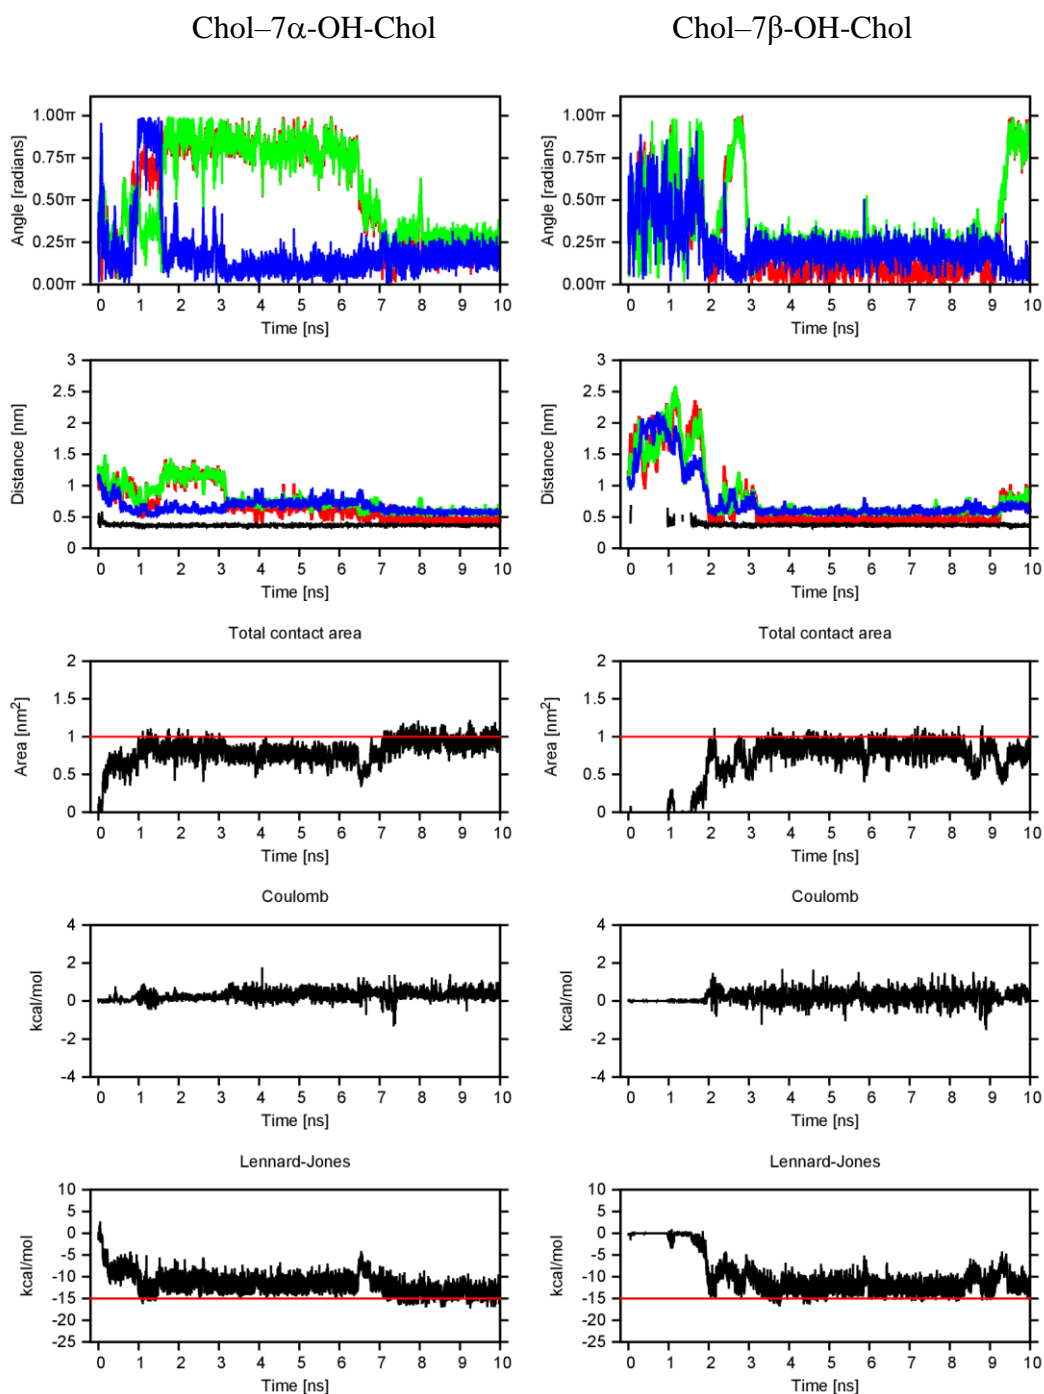 Chol–7α-OH-Chol
Chol–7β-OH-Chol
Angle [radians]
1.00π
0.75π
0.50π
0.25π
0.00π
0 1 2 3 4 5 6 7 8 9 10
Time [ns]
Angle [radians]
1.00π
0.75π
0.50π
0.25π
0.00π
0 1 2 3 4 5 6 7 8 9 10
Time [ns]
Distance [nm]
3
2.5
2
1.5
1
0.5
0
0 1 2 3 4 5 6 7 8 9 10
Time [ns]
Distance [nm]
3
2.5
2
1.5
1
0.5
0
0 1 2 3 4 5 6 7 8 9 10
Time [ns]
Total contact area
Area [nm²]
2
1.5
1
0.5
0
0 1 2 3 4 5 6 7 8 9 10
Time [ns]
Total contact area
Area [nm²]
2
1.5
1
0.5
0
0 1 2 3 4 5 6 7 8 9 10
Time [ns]
Coulomb
kcal/mol
4
2
0
-2
-4
0 1 2 3 4 5 6 7 8 9 10
Time [ns]
Coulomb
kcal/mol
4
2
0
-2
-4
0 1 2 3 4 5 6 7 8 9 10
Time [ns]
Lennard-Jones
kcal/mol
10
5
0
-5
-10
-15
-20
-25
0 1 2 3 4 5 6 7 8 9 10
Time [ns]
Lennard-Jones
kcal/mol
10
5
0
-5
-10
-15
-20
-25
0 1 2 3 4 5 6 7 8 9 10
Time [ns]